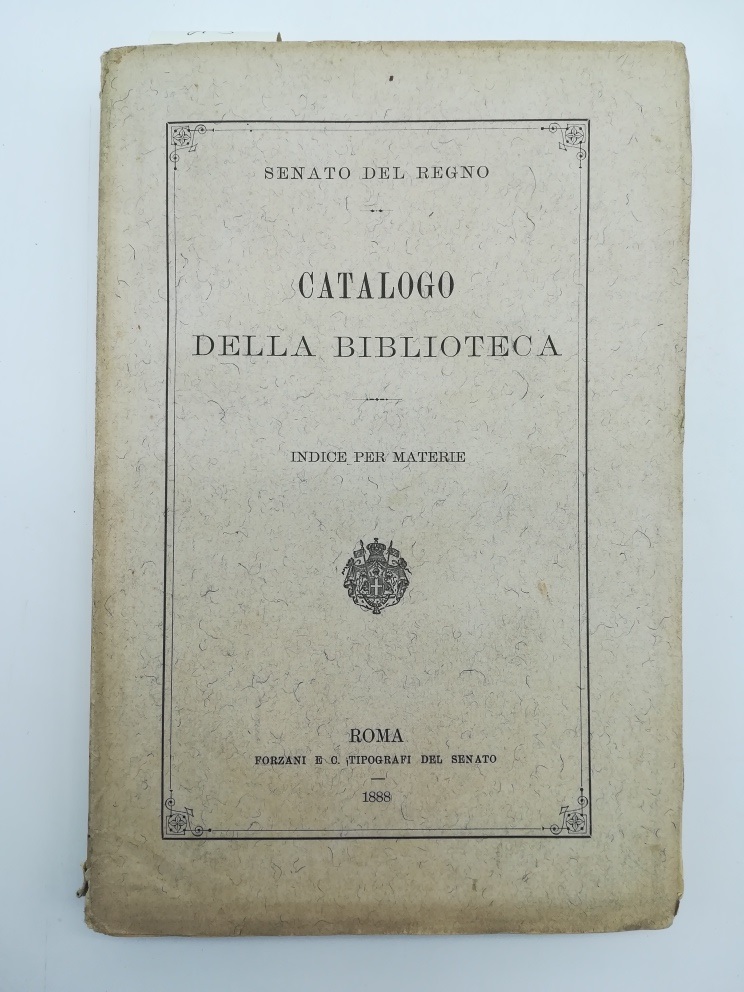 SENATO DEL REGNO
CATALOGO
DELLA BIBLIOTECA
INDICE PER MATERIE
ROMA
FORZANI E C. TIPOGRAFI DEL SENATO
1888